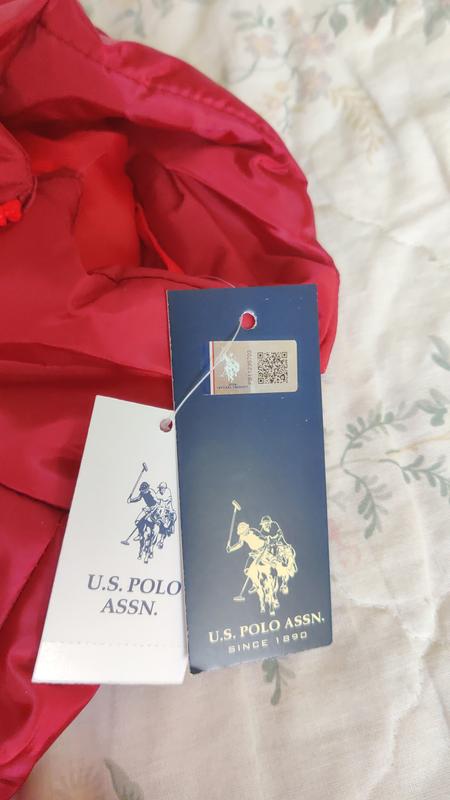 U.S. POLO
ASSN.
U.S. POLO ASSN.
SINCE 1890